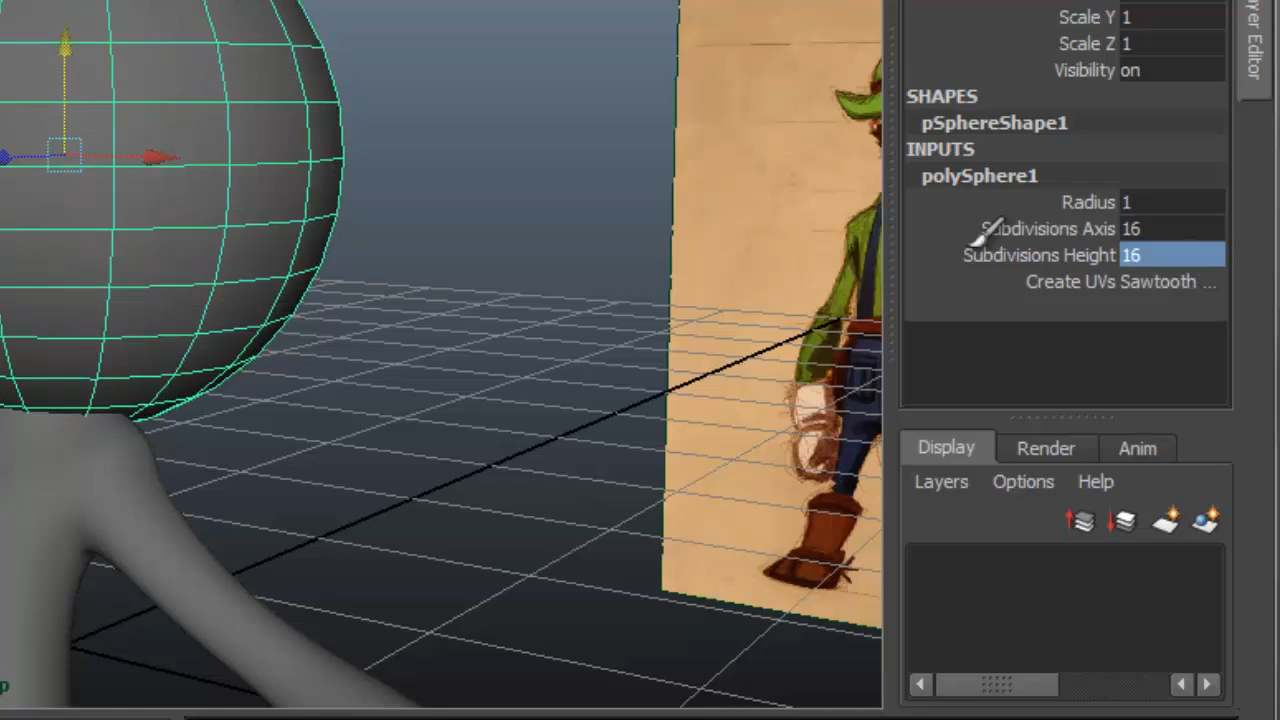 Scale Y 1
Scale Z 1
Visibility on
SHAPES
pSphereShape1
INPUTS
polySphere1
Radius 1
Subdivisions Axis 16
Subdivisions Height 16
Create UVs Sawtooth ...
Display Render Anim
Layers Options Help
Editor
p